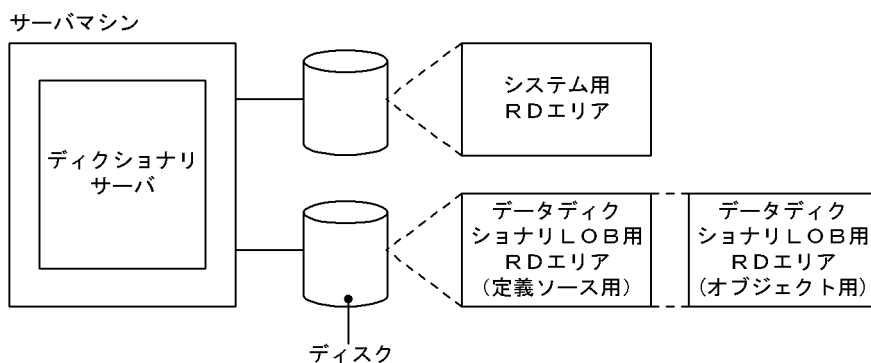 サーバマシン
ディクショナリ
サーバ
システム用
RDエリア
データディク
ショナリLOB用
RDエリア
(定義ソース用)
データディク
ショナリLOB用
RDエリア
(オブジェクト用)
ディスク